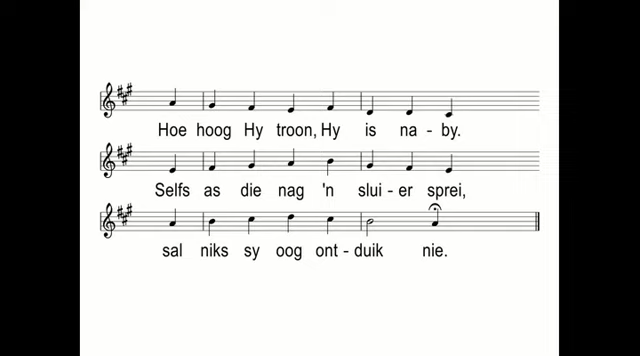 Hoe hoog Hy troon, Hy is na - by.
Selfs as die nag 'n slui - er sprei,
sal niks sy oog ont - duik nie.